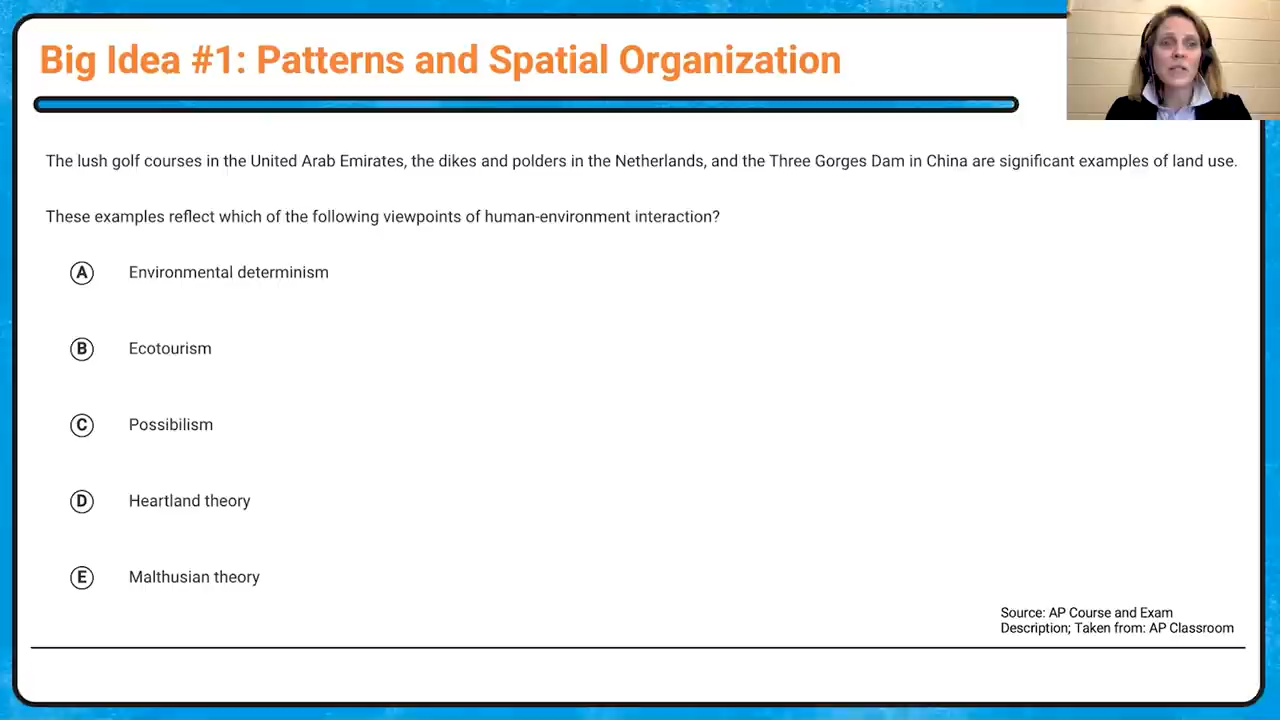 Big Idea #1: Patterns and Spatial Organization
The lush golf courses in the United Arab Emirates, the dikes and polders in the Netherlands, and the Three Gorges Dam in China are significant examples of land use.
These examples reflect which of the following viewpoints of human-environment interaction?
A Environmental determinism
B Ecotourism
C Possibilism
D Heartland theory
E Malthusian theory
Source: AP Course and Exam
Description; Taken from: AP Classroom